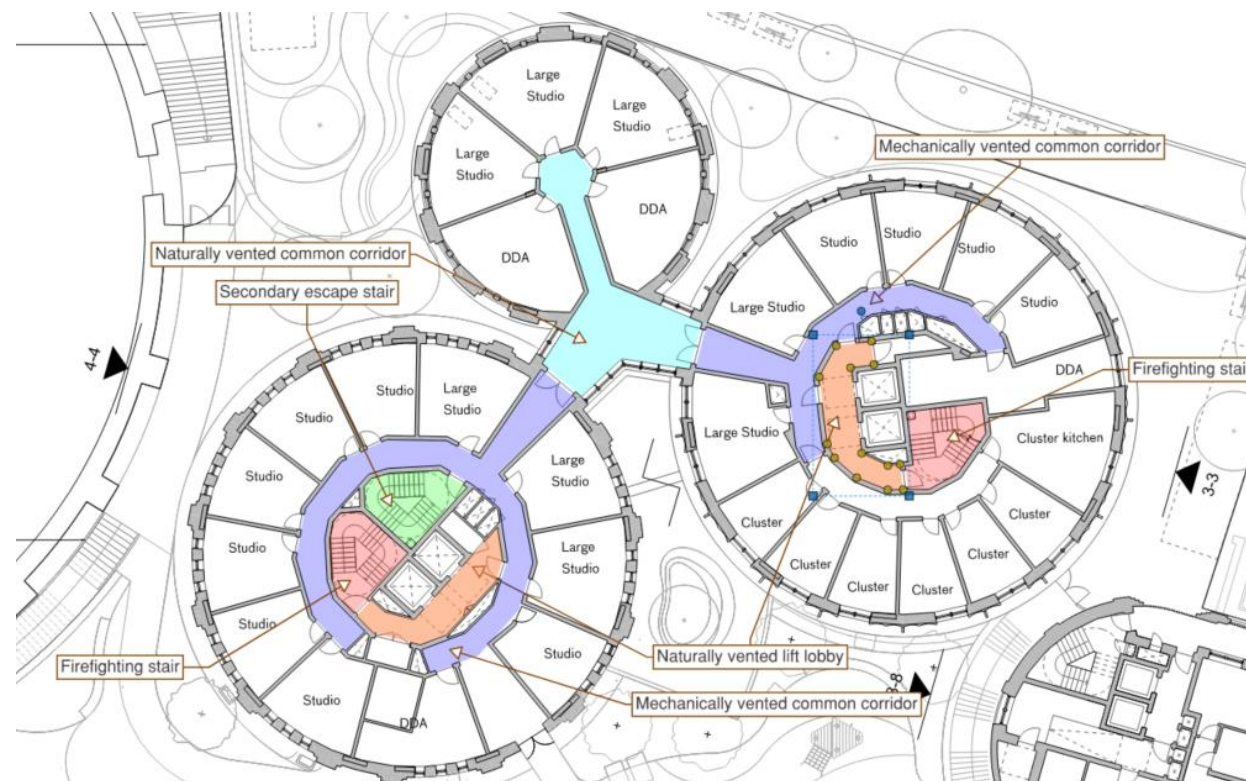 Large
Studio
Large
Studio
Large
Studio
DDA
DDA
Mechanically vented common corridor
Naturally vented common corridor
Secondary escape stair
Studio
Studio
Studio
Studio
Large Studio
DDA
Firefighting stai
Cluster kitchen
Large Studio
Cluster
Cluster
Cluster
Cluster
Cluster
4-4
3-3
Studio
Large
Studio
Studio
Large
Studio
Studio
Studio
Large
Studio
Studio
Studio
Studio
DDA
Firefighting stair
Naturally vented lift lobby
Mechanically vented common corridor